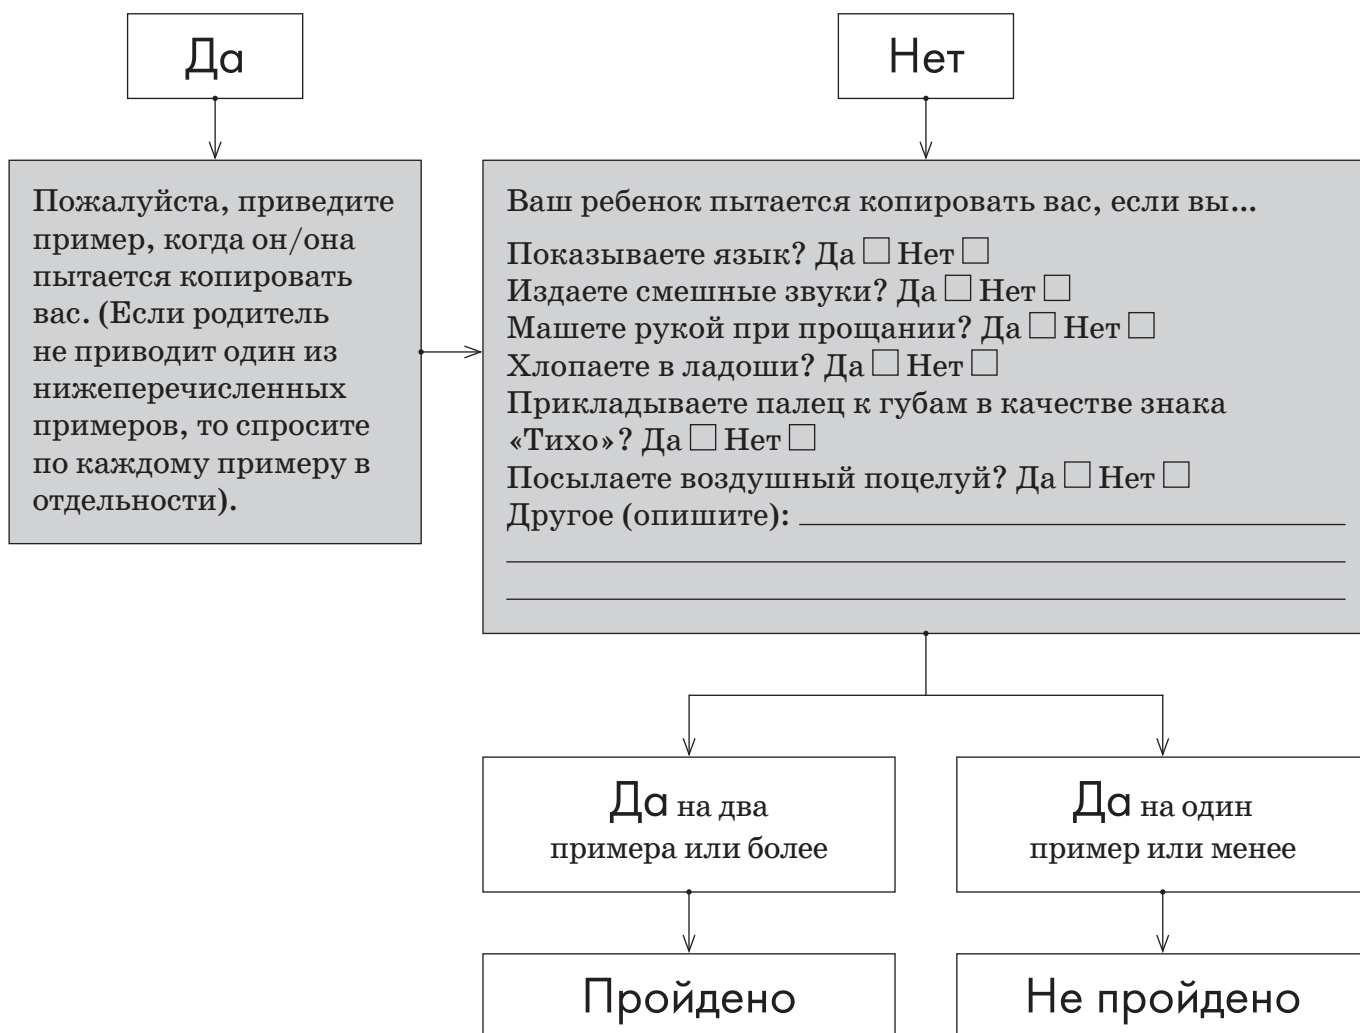 Да
Нет
Пожалуйста, приведите
пример, когда он/она
пытается копировать
вас. (Если родитель
не приводит один из
нижеперечисленных
примеров, то спросите
по каждому примеру в
отдельности).
Ваш ребенок пытается копировать вас, если вы...
Показываете язык? Да □ Нет □
Издаете смешные звуки? Да □ Нет □
Машете рукой при прощании? Да □ Нет □
Хлопаете в ладоши? Да □ Нет □
Прикладываете палец к губам в качестве знака
«Тихо»? Да □ Нет □
Посылаете воздушный поцелуй? Да □ Нет □
Другое (опишите):
Да на два
примера или более
Да на один
пример или менее
Пройдено
Не пройдено